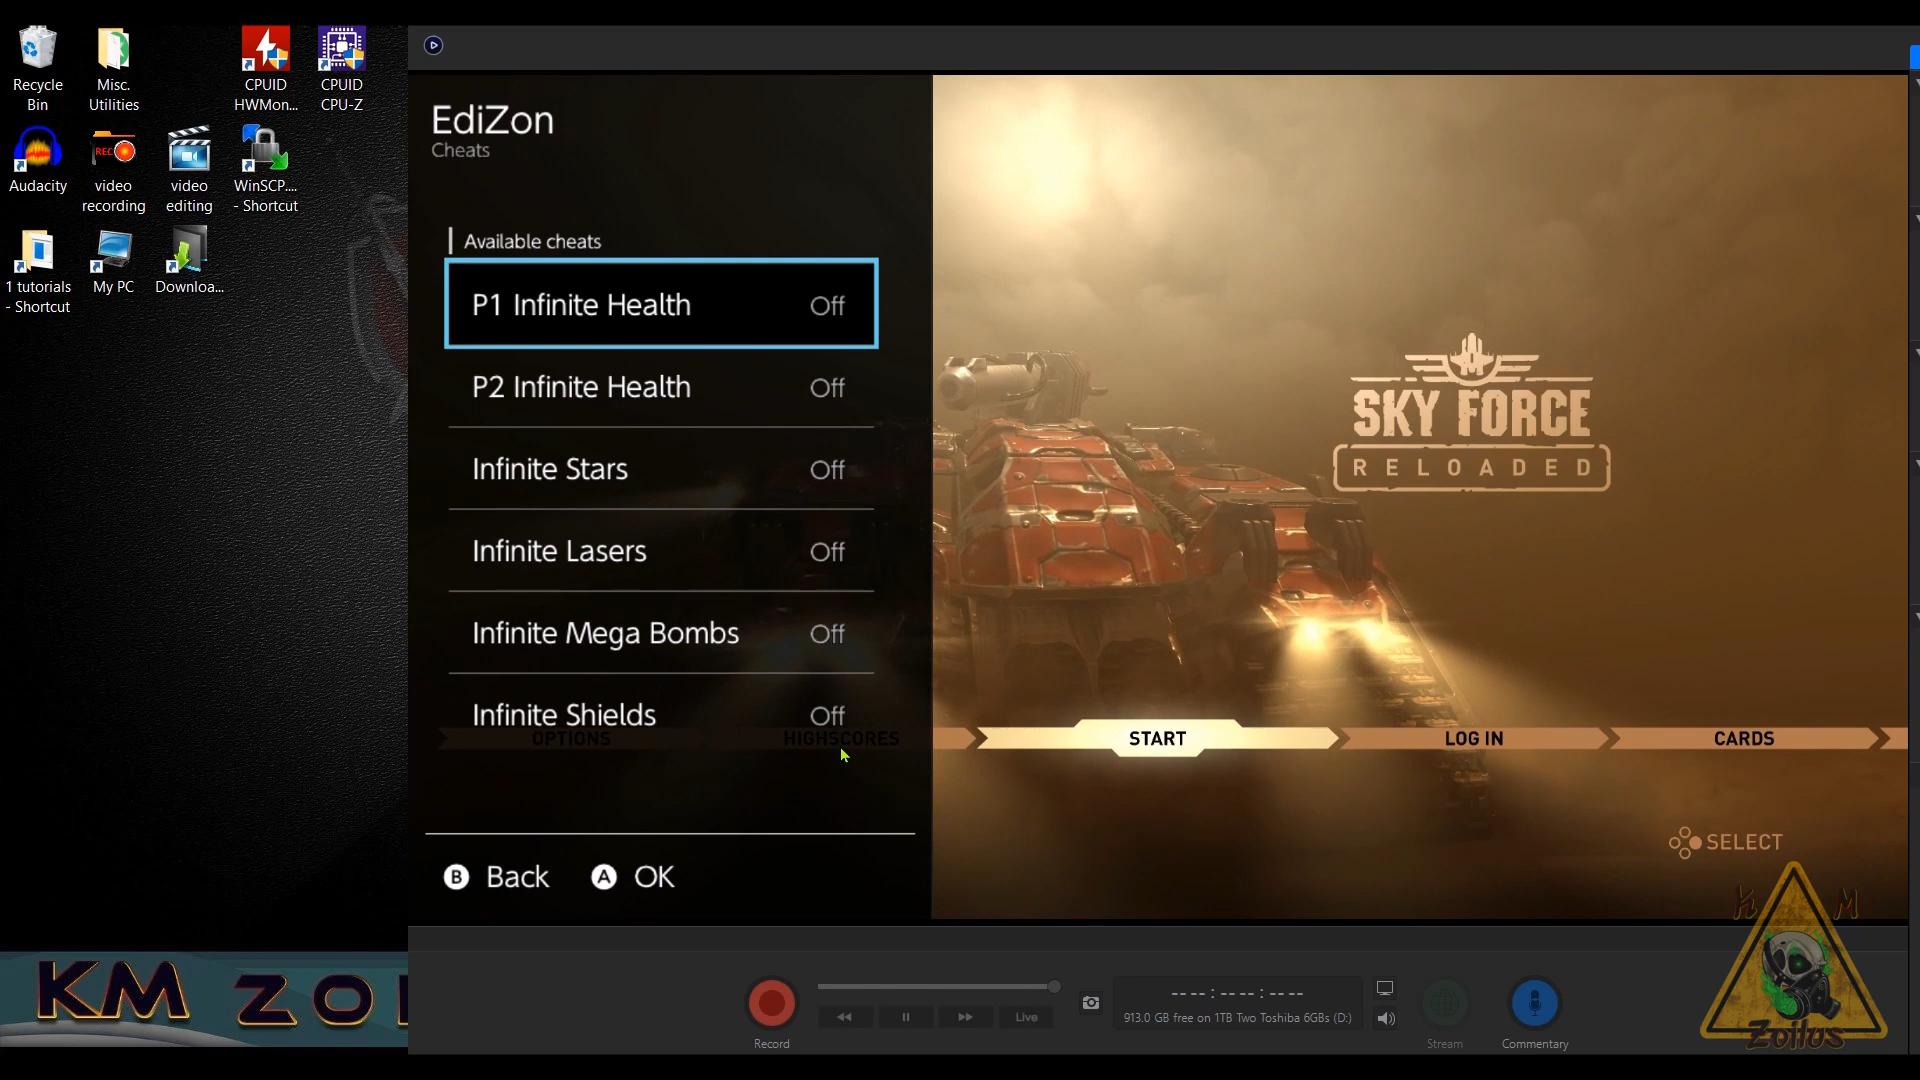 Recycle
Bin
Misc.
Utilities
CPUID
HWMon...
CPUID
CPU-Z
Audacity
REC
video
recording
video
editing
WinSCP....
- Shortcut
1 tutorials
- Shortcut
My PC
Downloa...
EdiZon
Cheats
Available cheats
P1 Infinite Health Off
P2 Infinite Health Off
Infinite Stars Off
Infinite Lasers Off
Infinite Mega Bombs Off
Infinite Shields Off
OPTIONS HIGHSCORES START LOG IN CARDS
SKY FORCE
RELOADED
SELECT
B Back A OK
KM ZO
K M
Zoilus
Record
Live
-- -- : -- -- : -- --
913.0 GB free on 1TB Two Toshiba 6GBs (D:)
Stream
Commentary